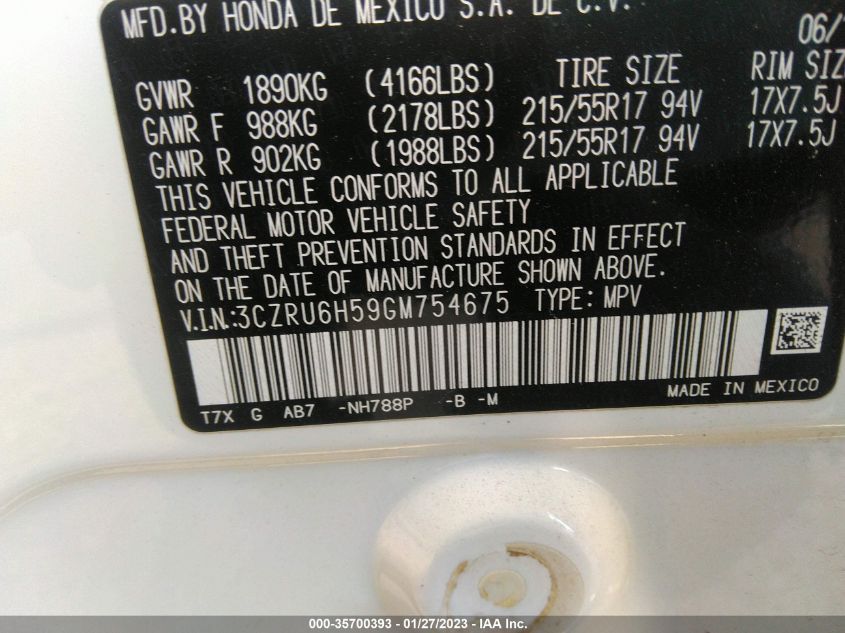 MFD.BY HONDA DE MEXICO S.A. DE C.V. 06/
GVWR 1890KG (4166LBS) TIRE SIZE RIM SIZ
GAWR F 988KG (2178LBS) 215/55R17 94V 17X7.5J
GAWR R 902KG (1988LBS) 215/55R17 94V 17X7.5J
THIS VEHICLE CONFORMS TO ALL APPLICABLE
FEDERAL MOTOR VEHICLE SAFETY
AND THEFT PREVENTION STANDARDS IN EFFECT
ON THE DATE OF MANUFACTURE SHOWN ABOVE.
V.I.N.:3CZRU6H59GM754675 TYPE: MPV
T7X G AB7 -NH788P -B -M MADE IN MEXICO
000-35700393 - 01/27/2023 - IAA Inc.